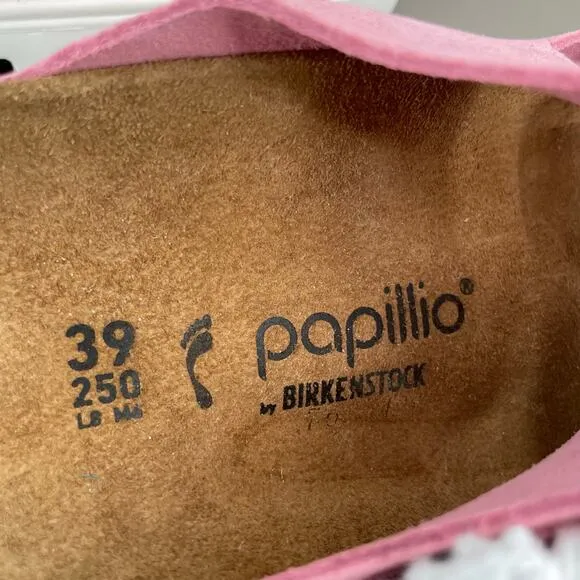 39
250
L8 M6
papillio®
by BIRKENSTOCK